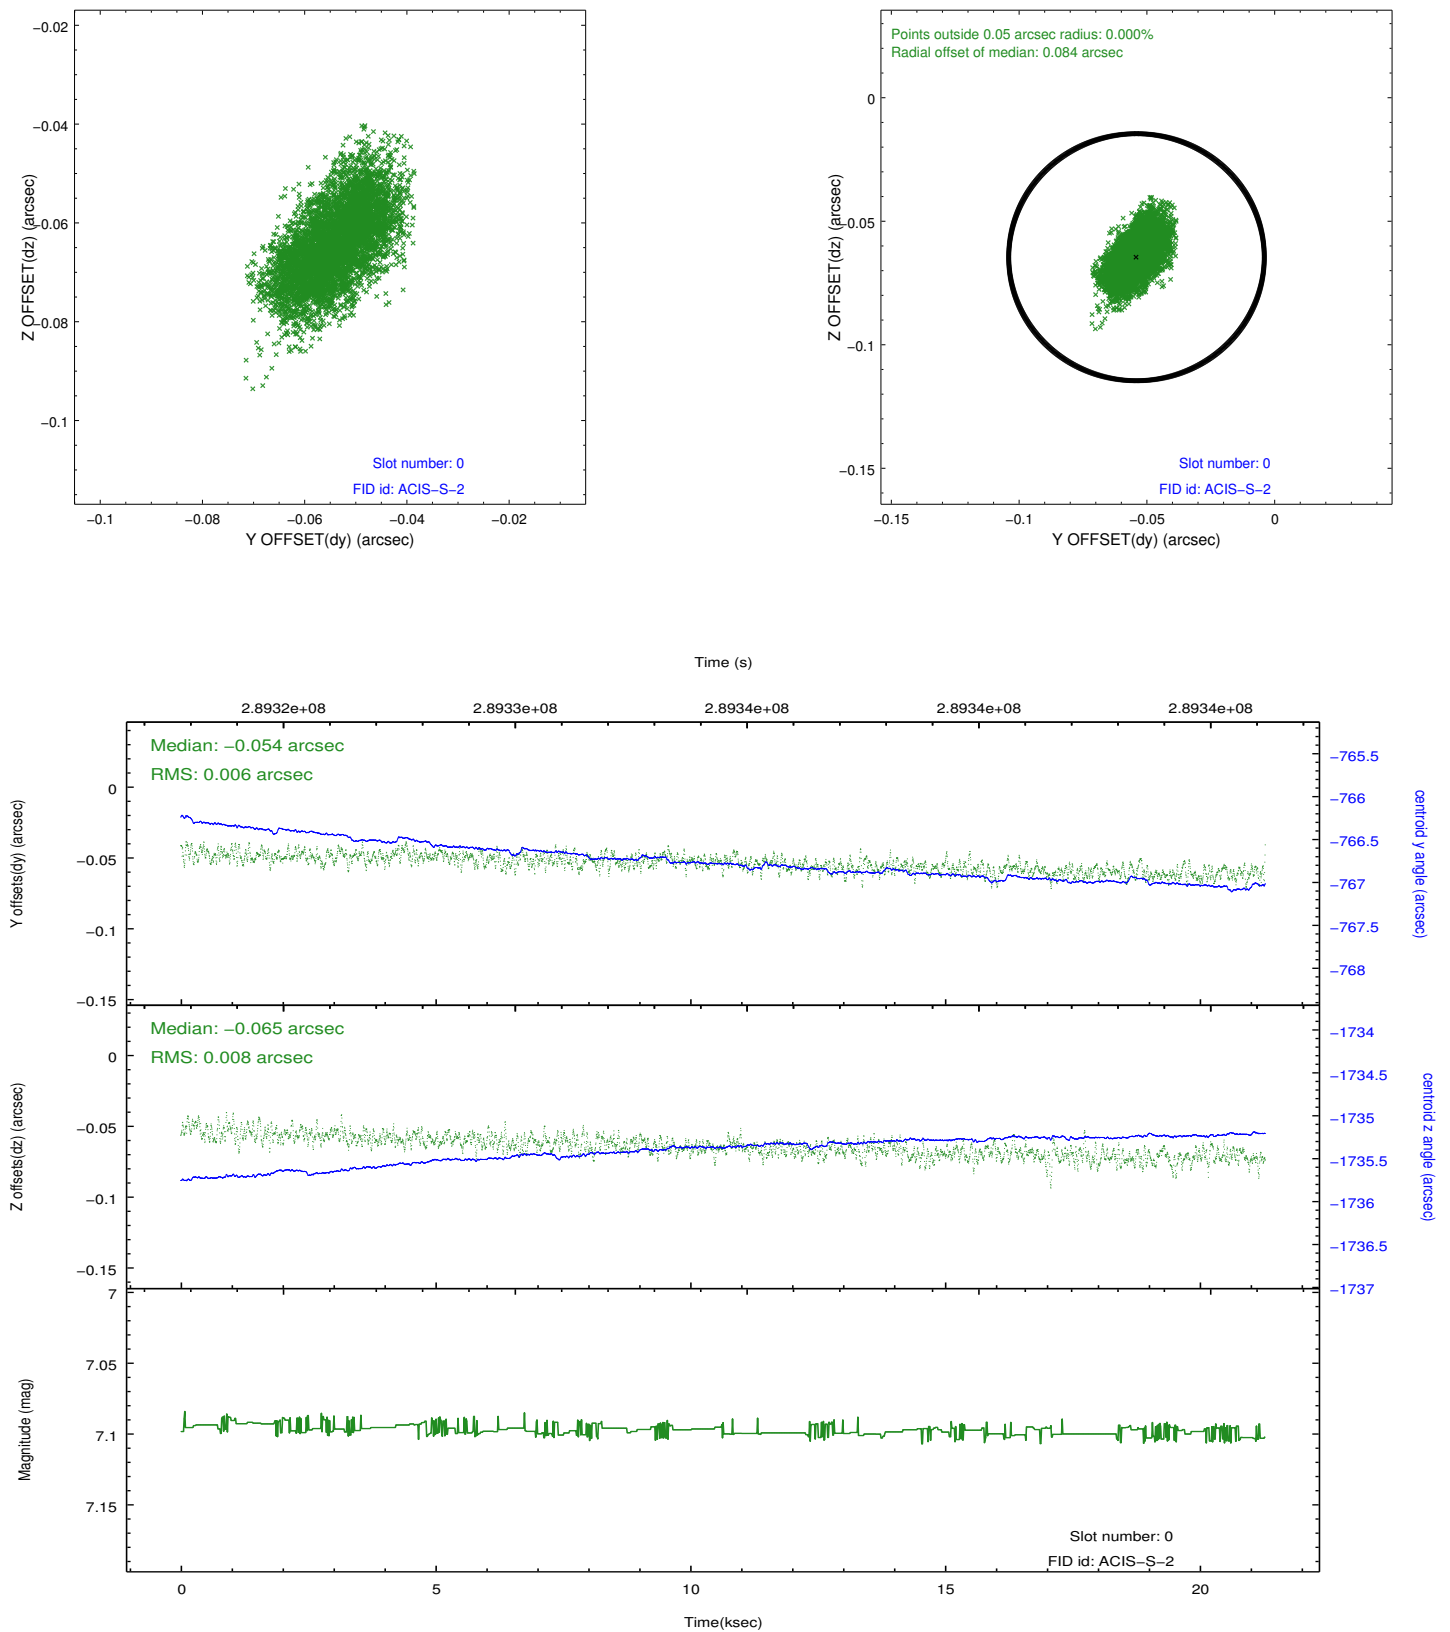 −0.02
−0.04
−0.06
−0.08
−0.1
Z OFFSET(dz) (arcsec)
Slot number: 0
FID id: ACIS−S−2
−0.1
−0.08
−0.06
−0.04
−0.02
Y OFFSET(dy) (arcsec)
Points outside 0.05 arcsec radius: 0.000%
Radial offset of median: 0.084 arcsec
0
−0.05
−0.1
−0.15
Z OFFSET(dz) (arcsec)
Slot number: 0
FID id: ACIS−S−2
−0.15
−0.1
−0.05
0
Y OFFSET(dy) (arcsec)
Time (s)
2.8932e+08
2.8933e+08
2.8934e+08
2.8934e+08
2.8934e+08
Median: −0.054 arcsec
RMS: 0.006 arcsec
0
−0.05
−0.1
−0.15
Y offsets(dy) (arcsec)
−765.5
−766
−766.5
−767
−767.5
−768
centroid y angle (arcsec)
Median: −0.065 arcsec
RMS: 0.008 arcsec
0
−0.05
−0.1
−0.15
Z offsets(dz) (arcsec)
−1734
−1734.5
−1735
−1735.5
−1736
−1736.5
−1737
centroid z angle (arcsec)
7
7.05
7.1
7.15
Magnitude (mag)
Slot number: 0
FID id: ACIS−S−2
0
5
10
15
20
Time(ksec)